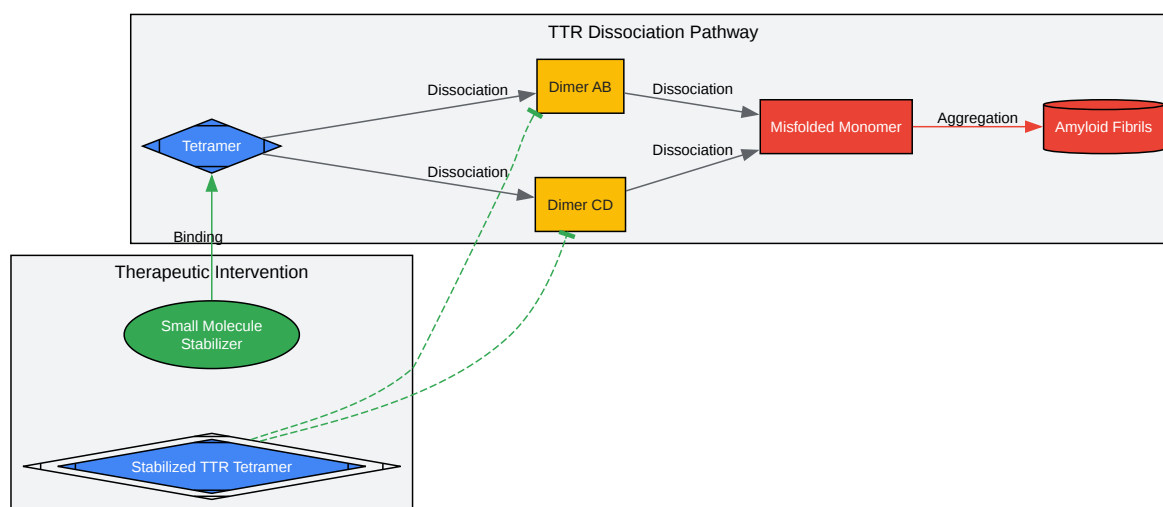 TTR Dissociation Pathway
Dimer AB
Dissociation
Dissociation
Misfolded Monomer
Aggregation
Amyloid Fibrils
Tetramer
Dissociation
Dissociation
Dimer CD
Binding
Therapeutic Intervention
Small Molecule
Stabilizer
Stabilized TTR Tetramer